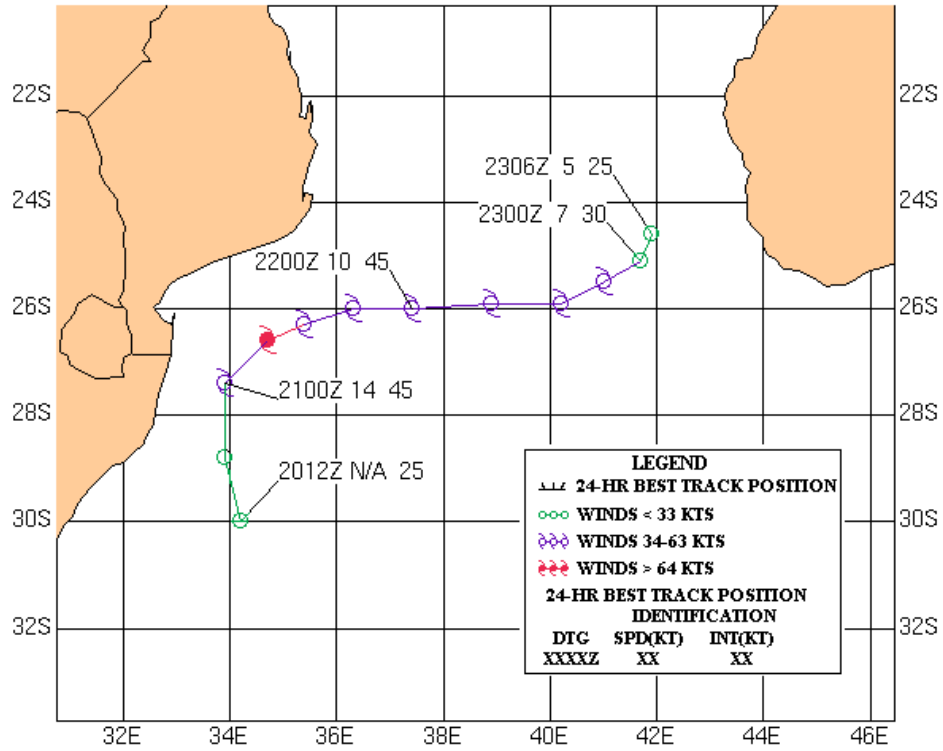 22S
22S
2306Z 5 25
24S
24S
2300Z 7 30
2200Z 10 45
26S
26S
2100Z 14 45
28S
28S
2012Z N/A 25
LEGEND
24-HR BEST TRACK POSITION
WINDS < 33 KTS
30S
30S
WINDS 34-63 KTS
WINDS > 64 KTS
24-HR BEST TRACK POSITION
IDENTIFICATION
32S
32S
DTG SPD(KT) INT(KT)
XXXXZ XX XX
32E 34E 36E 38E 40E 42E 44E 46E